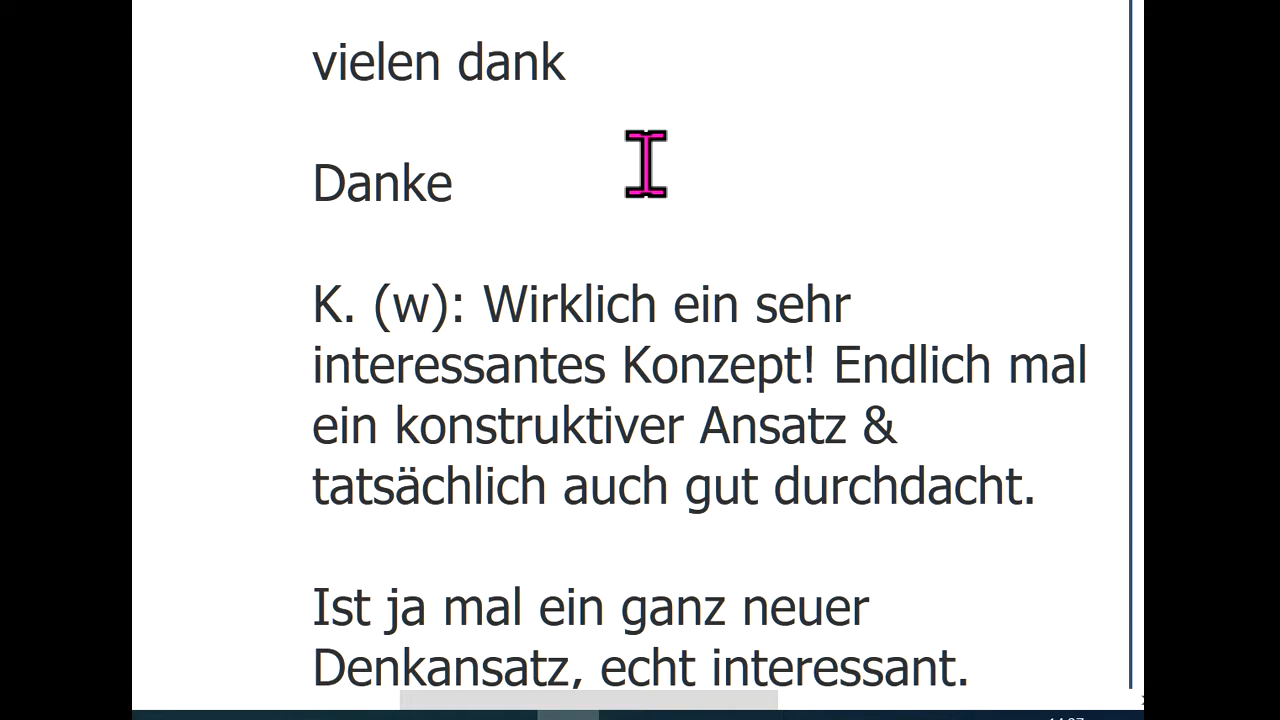 vielen dank
Danke
K. (w): Wirklich ein sehr
interessantes Konzept! Endlich mal
ein konstruktiver Ansatz &
tatsächlich auch gut durchdacht.
Ist ja mal ein ganz neuer
Denkansatz, echt interessant.